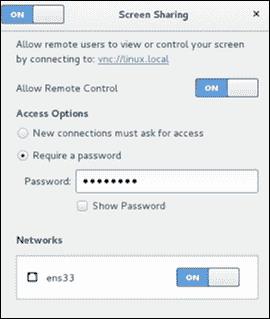 ON Screen Sharing ×
Allow remote users to view or control your screen
by connecting to: vnc://linux.local
Allow Remote Control ON
Access Options
New connections must ask for access
Require a password
Password: ••••••••
Show Password
Networks
ens33 ON